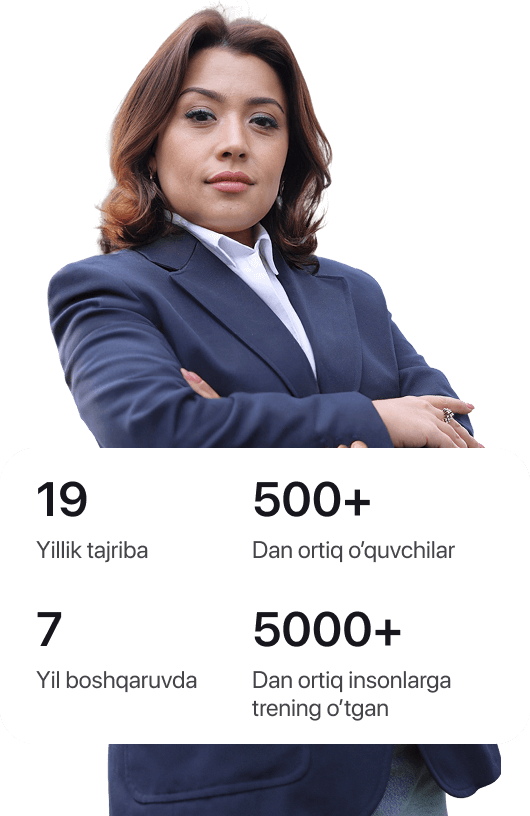 19
Yillik tajriba
500+
Dan ortiq o’quvchilar
7
Yil boshqaruvda
5000+
Dan ortiq insonlarga
trening o’tgan